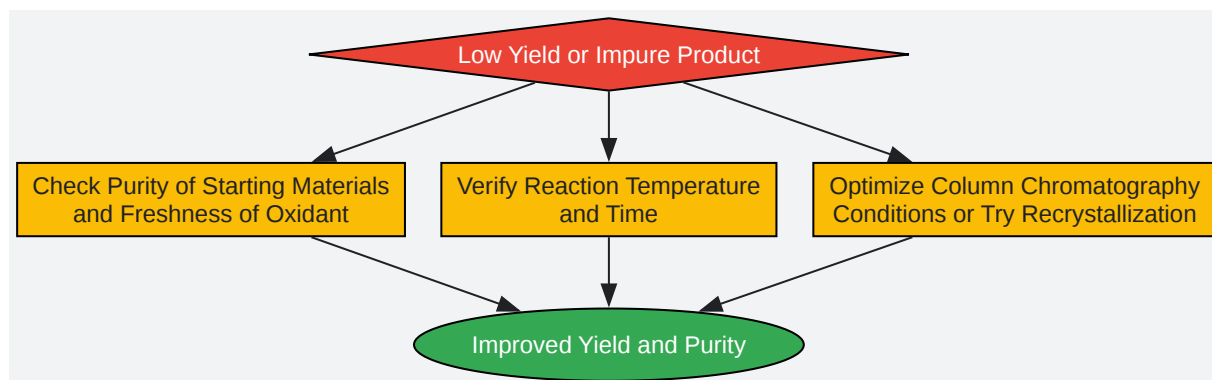 Low Yield or Impure Product
Check Purity of Starting Materials
and Freshness of Oxidant
Verify Reaction Temperature
and Time
Optimize Column Chromatography
Conditions or Try Recrystallization
Improved Yield and Purity